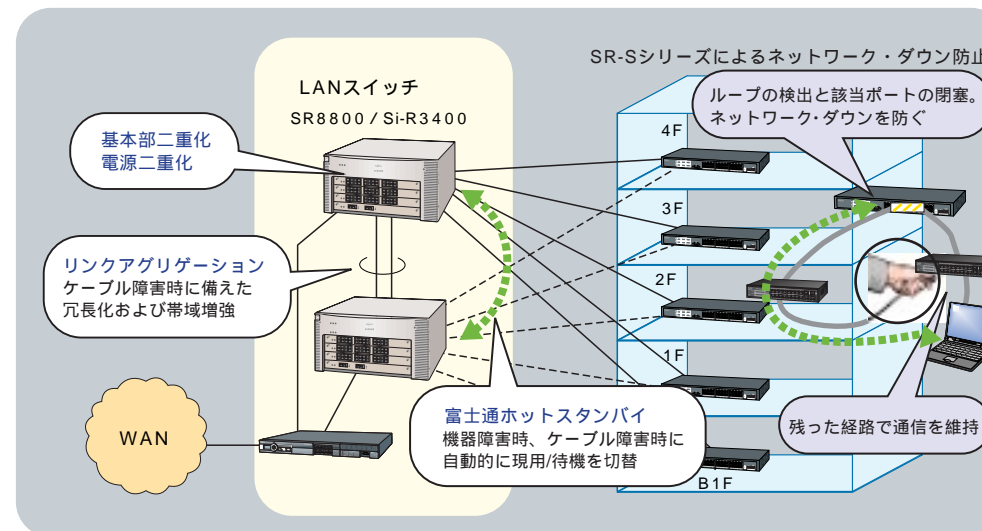 SR-Sシリーズによるネットワーク・ダウン防止
LANスイッチ
SR8800 / Si-R3400
基本部二重化
電源二重化
ループの検出と該当ポートの閉塞。
ネットワーク・ダウンを防ぐ
4F
3F
2F
1F
B1F
リンクアグリゲーション
ケーブル障害時に備えた
冗長化および帯域増強
WAN
富士通ホットスタンバイ
機器障害時、ケーブル障害時に
自動的に現用/待機を切替
残った経路で通信を維持